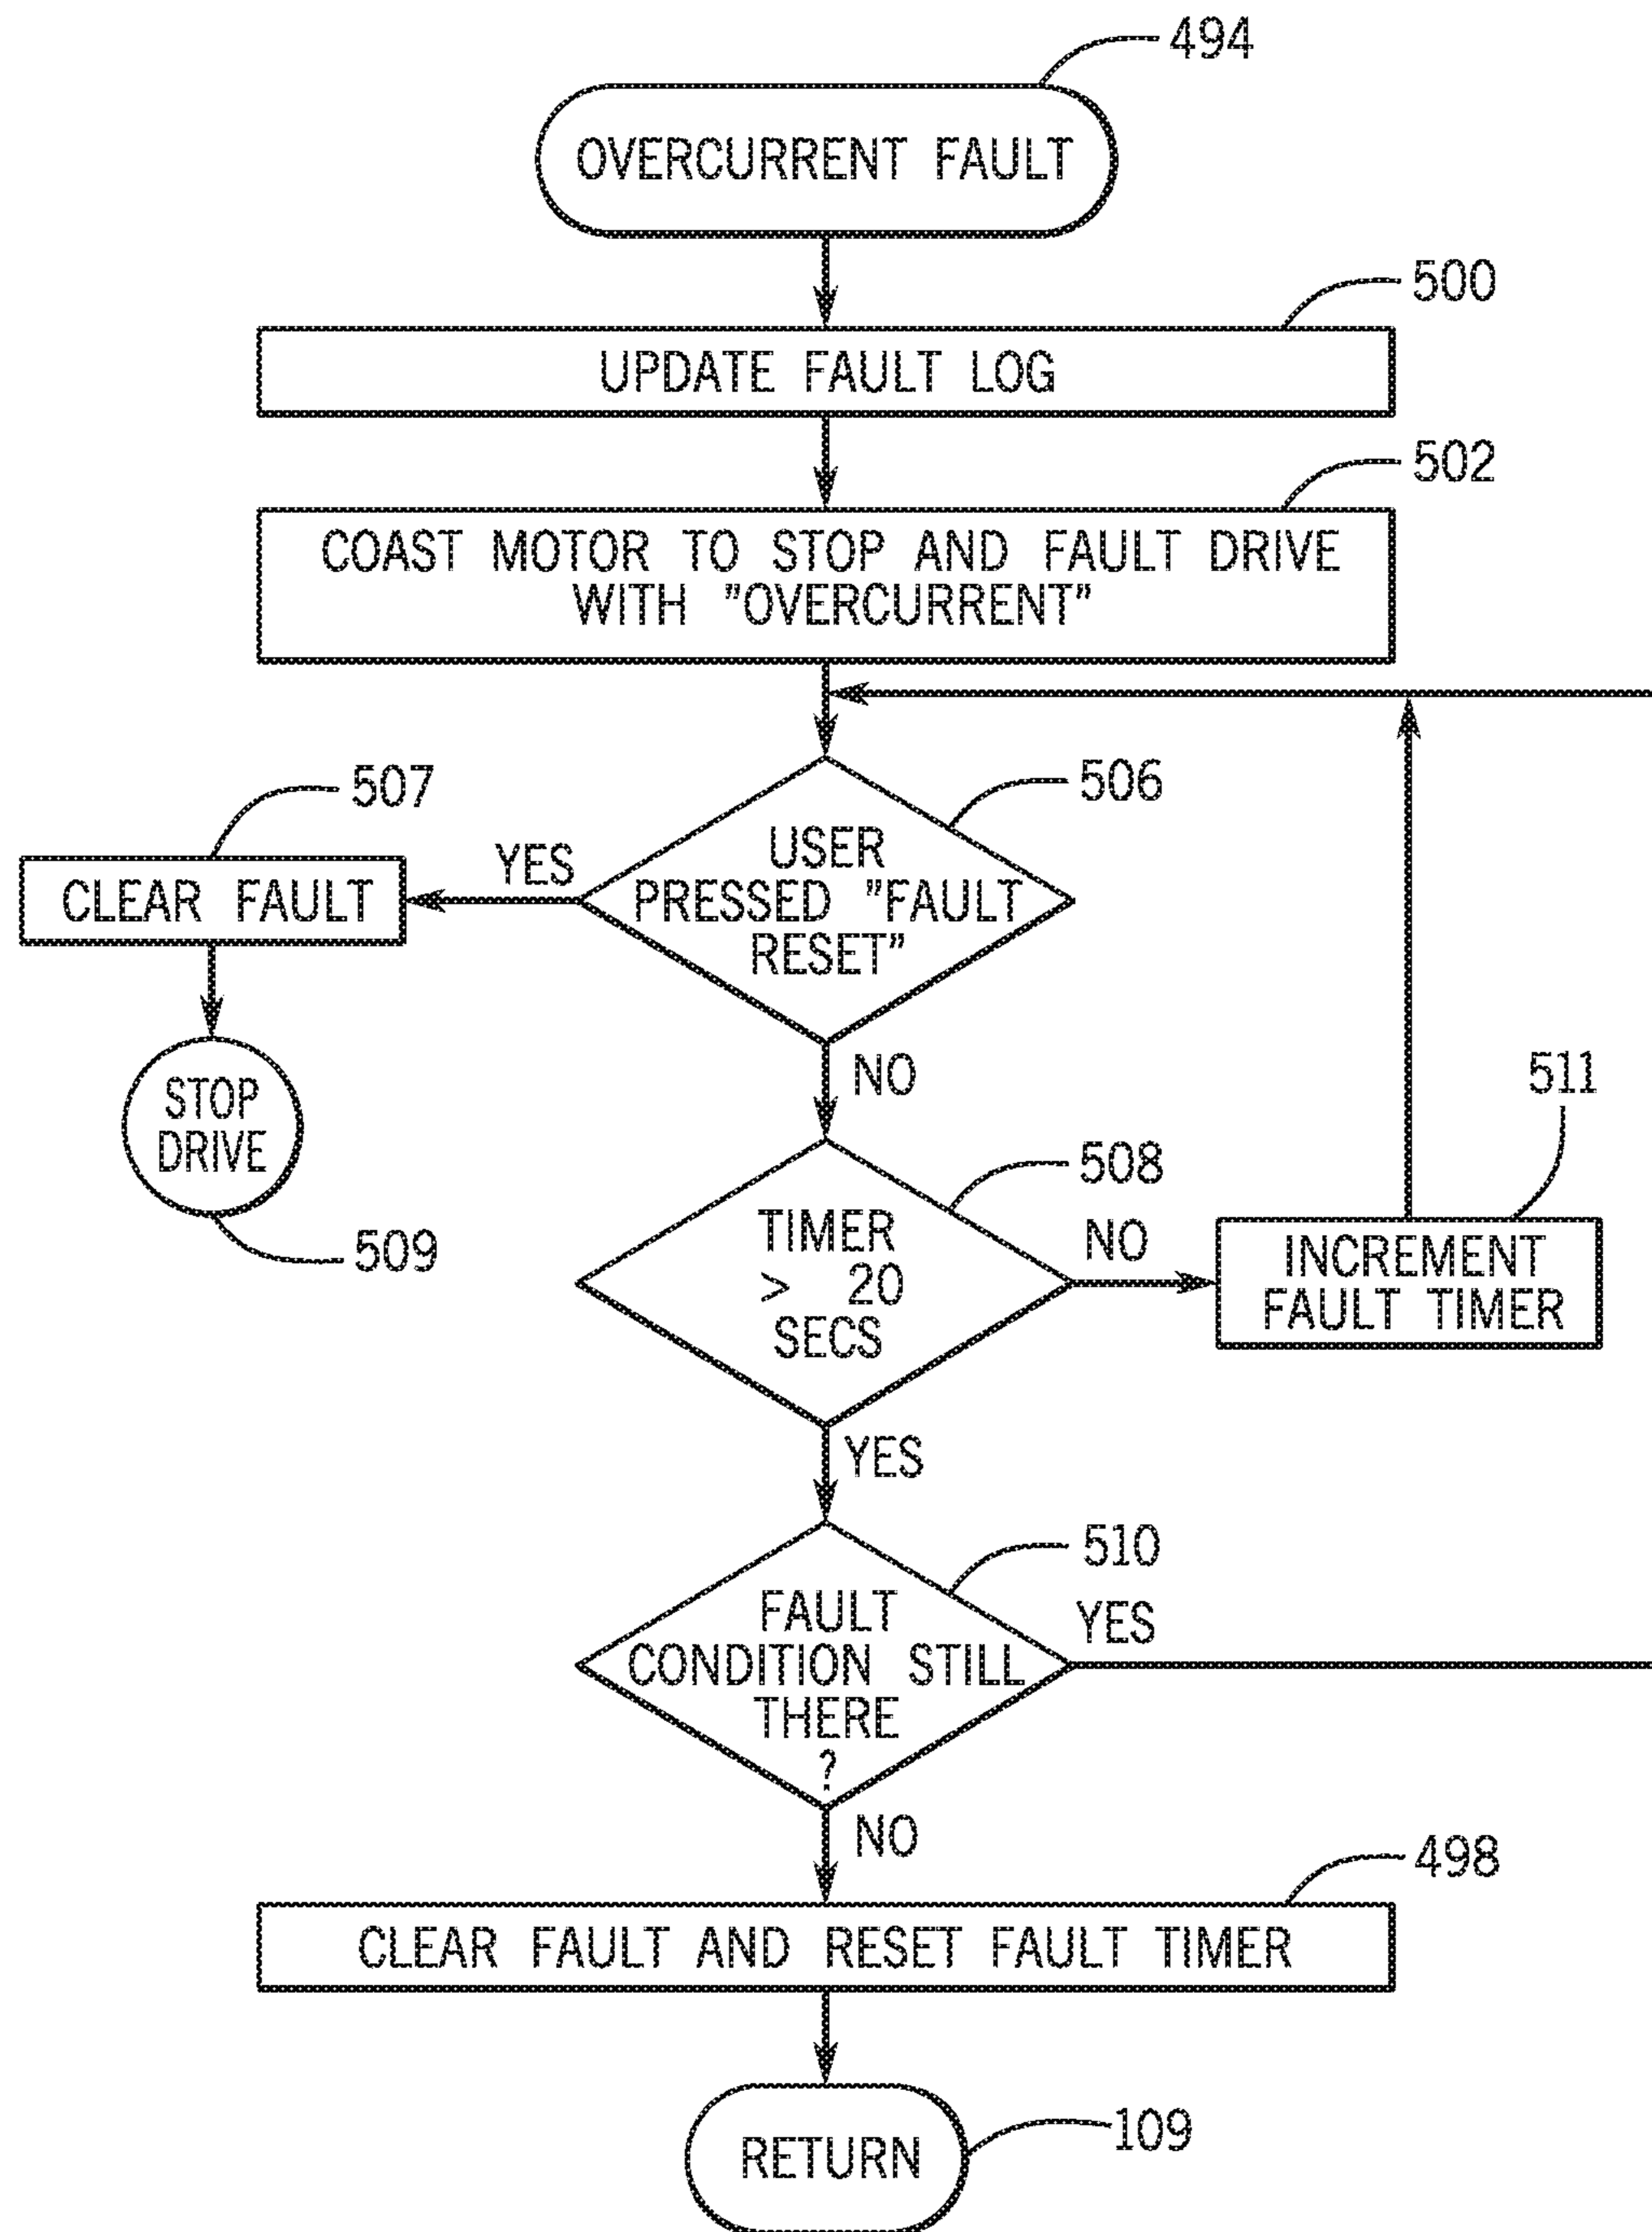 494
OVERCURRENT FAULT
500
UPDATE FAULT LOG
502
COAST MOTOR TO STOP AND FAULT DRIVE
WITH "OVERCURRENT"
506
USER
PRESSED "FAULT
RESET"
YES
507
CLEAR FAULT
STOP
DRIVE
509
NO
508
TIMER
> 20
SECS
NO
511
INCREMENT
FAULT TIMER
YES
510
FAULT
CONDITION STILL
THERE
?
YES
NO
498
CLEAR FAULT AND RESET FAULT TIMER
RETURN
109